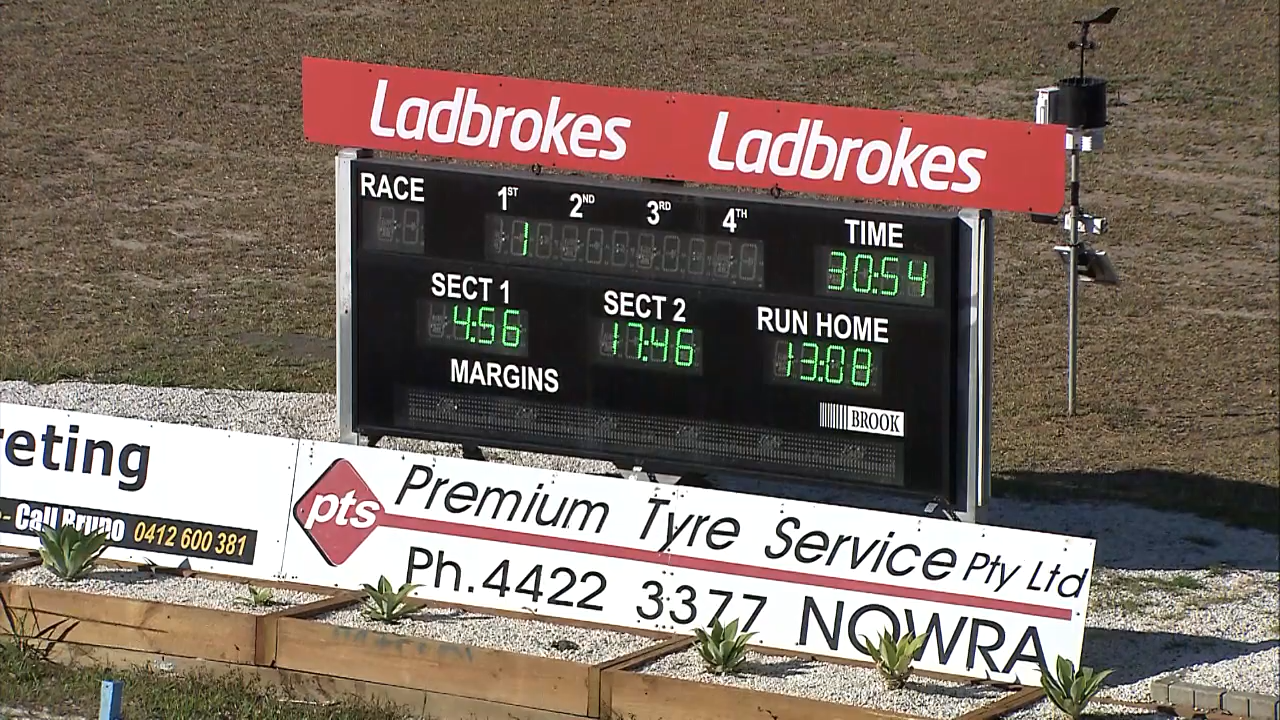 Ladbrokes Ladbrokes
RACE 1ST 2ND 3RD 4TH TIME
1 30:54
SECT 1 SECT 2 RUN HOME
4:56 17:46 13:08
MARGINS
BROOK
eting
Call Bruno 0412 600 381
pts Premium Tyre Service Pty Ltd
Ph.4422 3377 NOWRA